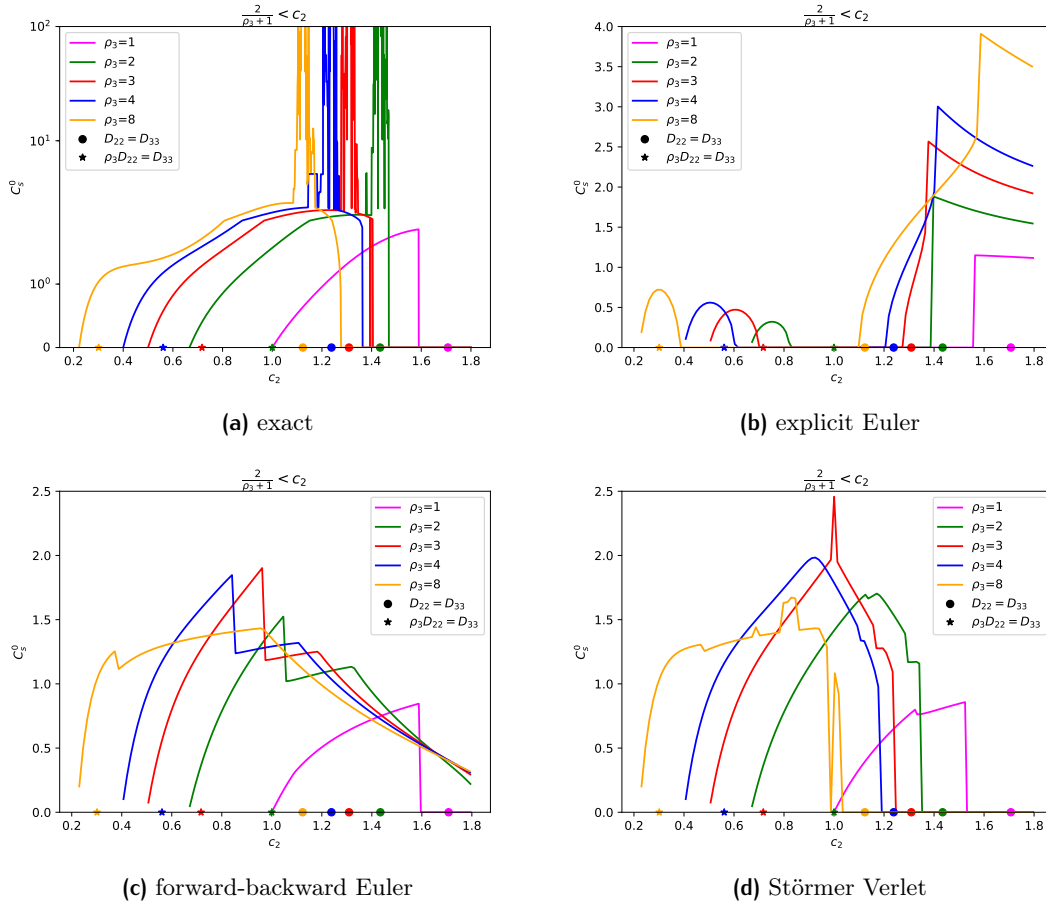 2/(ρ₃+1) < c₂
10²
10¹
10⁰
0
C_s^0
0.2 0.4 0.6 0.8 1.0 1.2 1.4 1.6 1.8
c₂
ρ₃=1
ρ₃=2
ρ₃=3
ρ₃=4
ρ₃=8
D₂₂ = D₃₃
ρ₃D₂₂ = D₃₃
(a) exact
2/(ρ₃+1) < c₂
4.0
3.5
3.0
2.5
2.0
1.5
1.0
0.5
0.0
C_s^0
0.2 0.4 0.6 0.8 1.0 1.2 1.4 1.6 1.8
c₂
ρ₃=1
ρ₃=2
ρ₃=3
ρ₃=4
ρ₃=8
D₂₂ = D₃₃
ρ₃D₂₂ = D₃₃
(b) explicit Euler
2/(ρ₃+1) < c₂
2.5
2.0
1.5
1.0
0.5
0.0
C_s^0
0.2 0.4 0.6 0.8 1.0 1.2 1.4 1.6 1.8
c₂
ρ₃=1
ρ₃=2
ρ₃=3
ρ₃=4
ρ₃=8
D₂₂ = D₃₃
ρ₃D₂₂ = D₃₃
(c) forward-backward Euler
2/(ρ₃+1) < c₂
2.5
2.0
1.5
1.0
0.5
0.0
C_s^0
0.2 0.4 0.6 0.8 1.0 1.2 1.4 1.6 1.8
c₂
ρ₃=1
ρ₃=2
ρ₃=3
ρ₃=4
ρ₃=8
D₂₂ = D₃₃
ρ₃D₂₂ = D₃₃
(d) Störmer Verlet